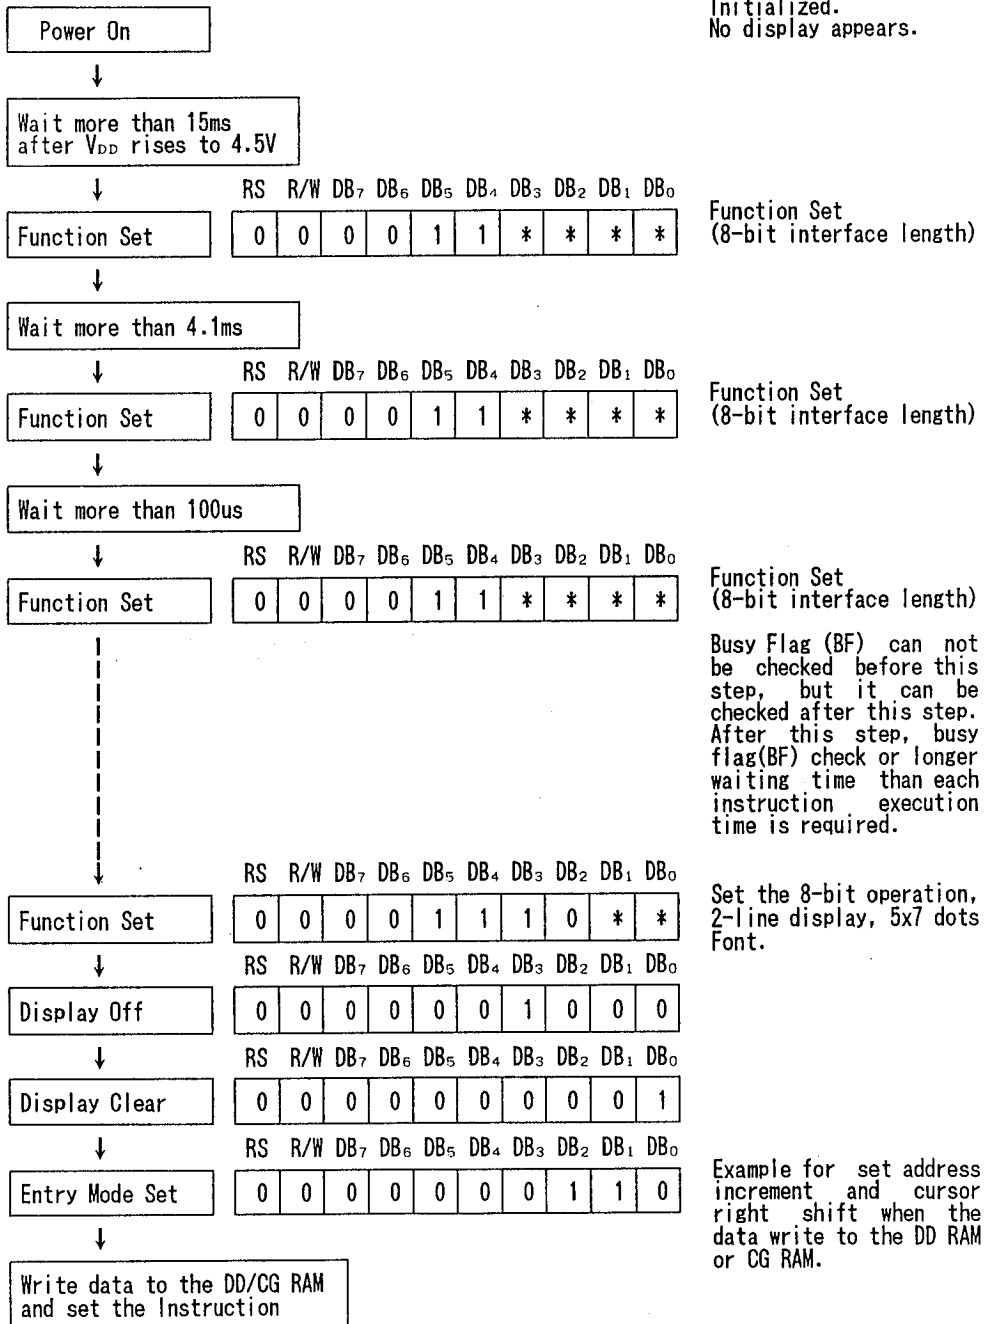 Initialized.
No display appears.
Power On
↓
Wait more than 15ms
after VDD rises to 4.5V
↓
RS R/W DB7 DB6 DB5 DB4 DB3 DB2 DB1 DB0
Function Set
0 0 0 0 1 1 * * * *
Function Set
(8-bit interface length)
↓
Wait more than 4.1ms
↓
RS R/W DB7 DB6 DB5 DB4 DB3 DB2 DB1 DB0
Function Set
0 0 0 0 1 1 * * * *
Function Set
(8-bit interface length)
↓
Wait more than 100us
↓
RS R/W DB7 DB6 DB5 DB4 DB3 DB2 DB1 DB0
Function Set
0 0 0 0 1 1 * * * *
Function Set
(8-bit interface length)
Busy Flag (BF) can not
be checked before this
step, but it can be
checked after this step.
After this step, busy
flag(BF) check or longer
waiting time than each
instruction execution
time is required.
RS R/W DB7 DB6 DB5 DB4 DB3 DB2 DB1 DB0
Function Set
0 0 0 0 1 1 1 0 * *
Set the 8-bit operation,
2-line display, 5x7 dots
Font.
↓
RS R/W DB7 DB6 DB5 DB4 DB3 DB2 DB1 DB0
Display Off
0 0 0 0 0 0 1 0 0 0
↓
RS R/W DB7 DB6 DB5 DB4 DB3 DB2 DB1 DB0
Display Clear
0 0 0 0 0 0 0 0 0 1
↓
RS R/W DB7 DB6 DB5 DB4 DB3 DB2 DB1 DB0
Entry Mode Set
0 0 0 0 0 0 0 1 1 0
Example for set address
increment and cursor
right shift when the
data write to the DD RAM
or CG RAM.
↓
Write data to the DD/CG RAM
and set the Instruction